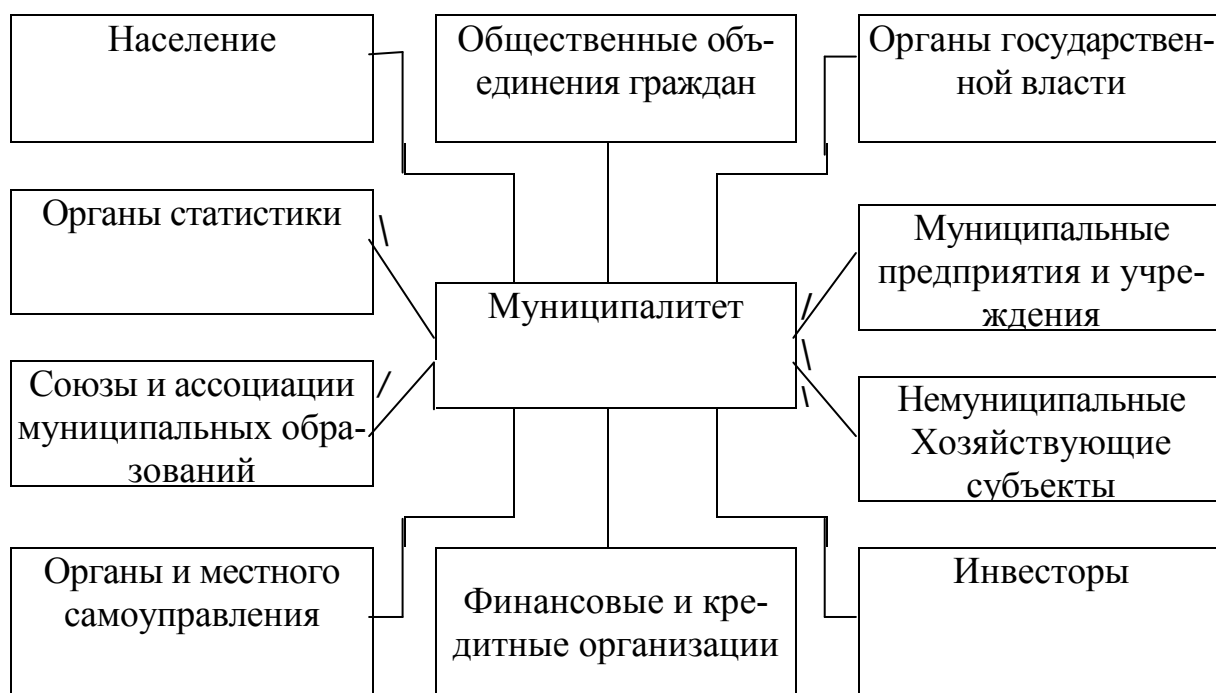 Население
Общественные объ-
единения граждан
Органы государствен-
ной власти
Органы статистики
Муниципальные
предприятия и учре-
ждения
Муниципалитет
Союзы и ассоциации
муниципальных обра-
зований
Немуниципальные
Хозяйствующие
субъекты
Органы и местного
самоуправления
Финансовые и кре-
дитные организации
Инвесторы